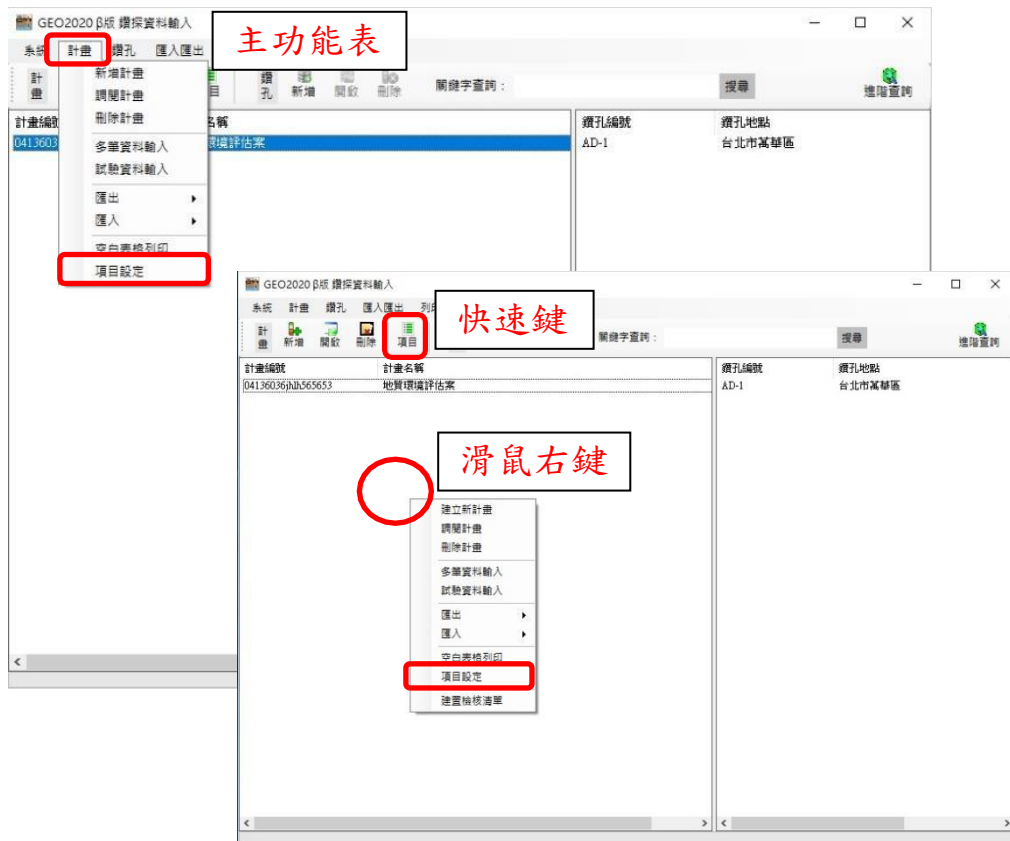 GEO2020 β版 鑽探資料輸入
系統 計畫 鑽孔 匯入匯出
主功能表
計畫 目 鑽孔 新增 開啟 刪除 關鍵字查詢： 搜尋 進階查詢
新增計畫
調閱計畫
刪除計畫
多筆資料輸入
試驗資料輸入
匯出
匯入
空白表格列印
項目設定
計畫編號 名稱 鑽孔編號 鑽孔地點
0413603 環境評估案 AD-1 台北市萬華區
GEO2020 β版 鑽探資料輸入
系統 計畫 鑽孔 匯入匯出 列印
快速鍵
計畫 新增 開啟 刪除 項目 關鍵字查詢： 搜尋 進階查詢
計畫編號 計畫名稱 鑽孔編號 鑽孔地點
04136036jhlh565653 地質環境評估案 AD-1 台北市萬華區
滑鼠右鍵
建立新計畫
調閱計畫
刪除計畫
多筆資料輸入
試驗資料輸入
匯出
匯入
空白表格列印
項目設定
建置檢核清單